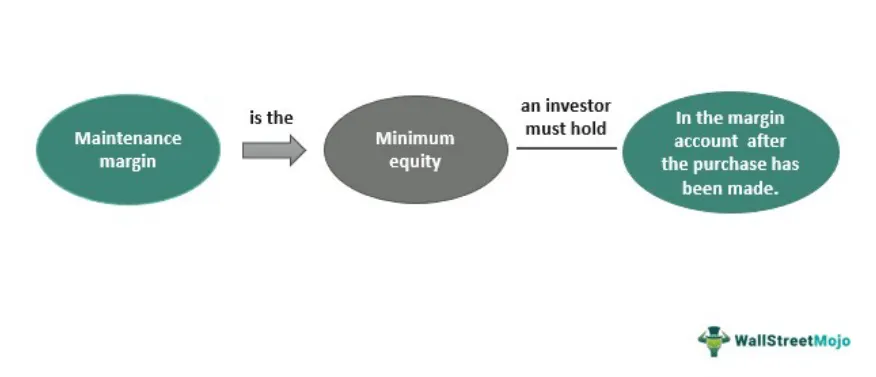 Maintenance
margin
is the
Minimum
equity
an investor
must hold
In the margin
account after
the purchase has
been made.
WallStreetMojo